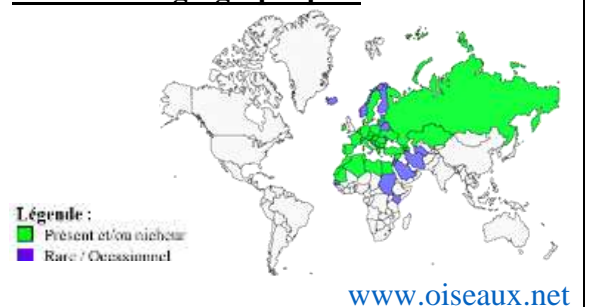 Légende :
Présent et/ou nicheur
Rare / Occasionnel
www.oiseaux.net